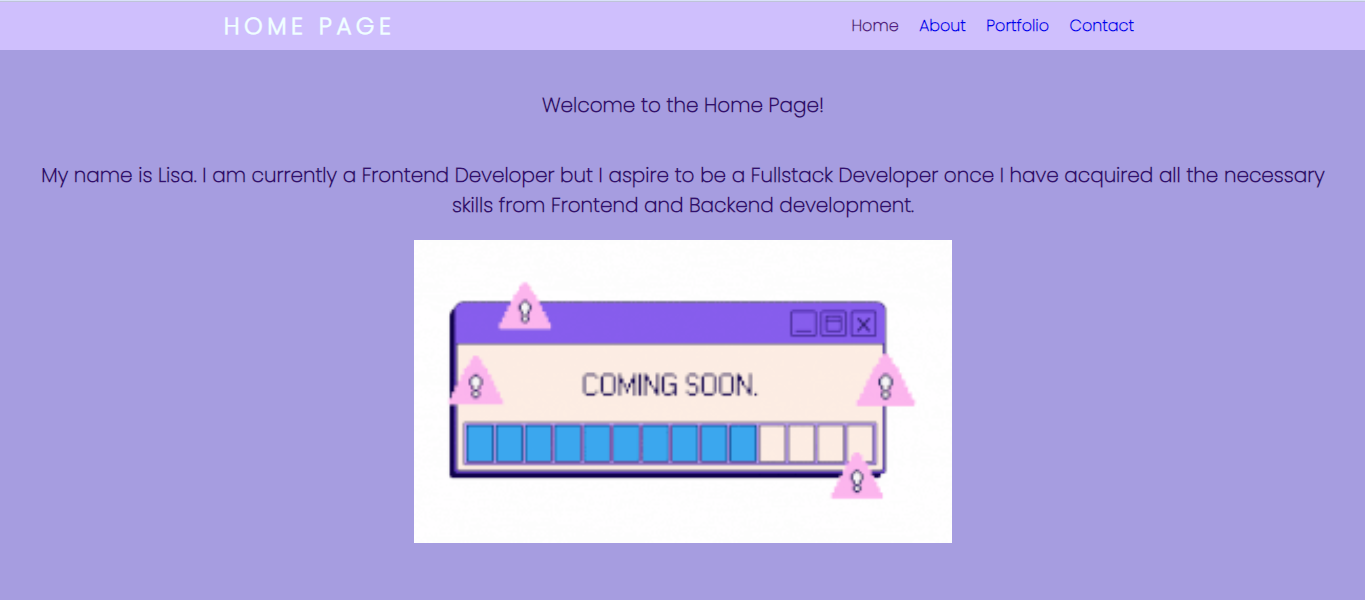 HOME PAGE
Home About Portfolio Contact
Welcome to the Home Page!
My name is Lisa. I am currently a Frontend Developer but I aspire to be a Fullstack Developer once I have acquired all the necessary
skills from Frontend and Backend development.
COMING SOON.